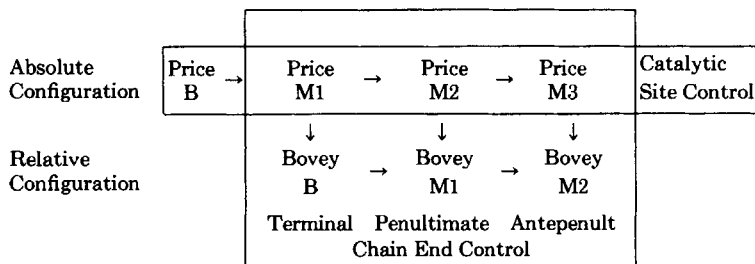 Absolute Price Price Price Price Catalytic
Configuration B → M1 → M2 → M3 Site Control
↓ ↓ ↓
Relative Bovey Bovey Bovey
Configuration B → M1 → M2
Terminal Penultimate Antepenult
Chain End Control